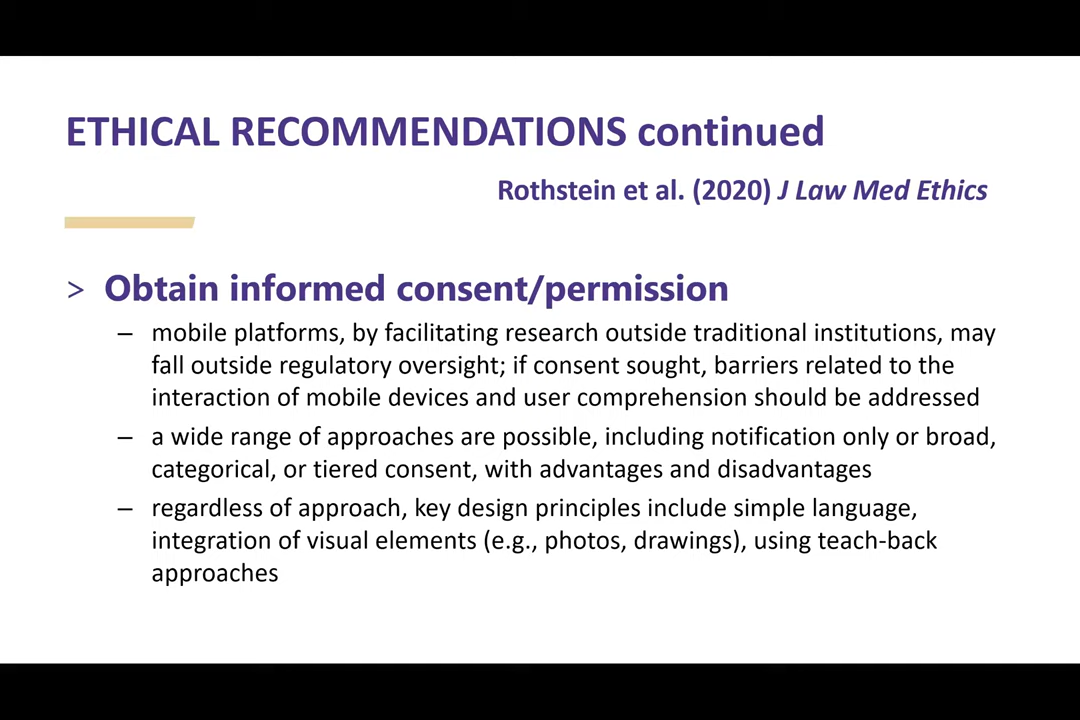 ETHICAL RECOMMENDATIONS continued
Rothstein et al. (2020) J Law Med Ethics
> Obtain informed consent/permission
– mobile platforms, by facilitating research outside traditional institutions, may
fall outside regulatory oversight; if consent sought, barriers related to the
interaction of mobile devices and user comprehension should be addressed
– a wide range of approaches are possible, including notification only or broad,
categorical, or tiered consent, with advantages and disadvantages
– regardless of approach, key design principles include simple language,
integration of visual elements (e.g., photos, drawings), using teach-back
approaches